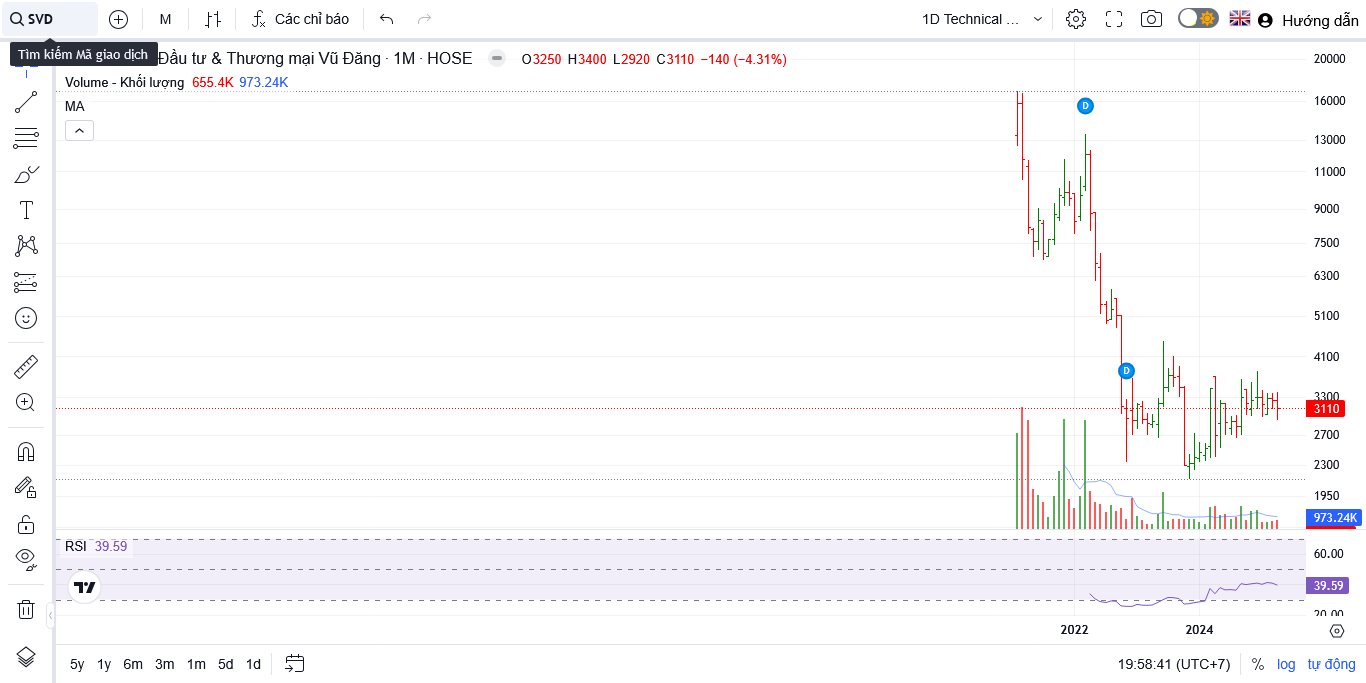 SVD
M
Các chỉ báo
1D Technical ...
Hướng dẫn
Tìm kiếm Mã giao dịch
Đầu tư & Thương mại Vũ Đăng · 1M · HOSE
O3250 H3400 L2920 C3110 −140 (−4.31%)
Volume - Khối lượng 655.4K 973.24K
MA
D
D
20000
16000
13000
11000
9000
7500
6300
5100
4100
3300
3110
2700
2300
1950
973.24K
RSI 39.59
60.00
39.59
20.00
2022
2024
5y 1y 6m 3m 1m 5d 1d
19:58:41 (UTC+7)
% log tự động